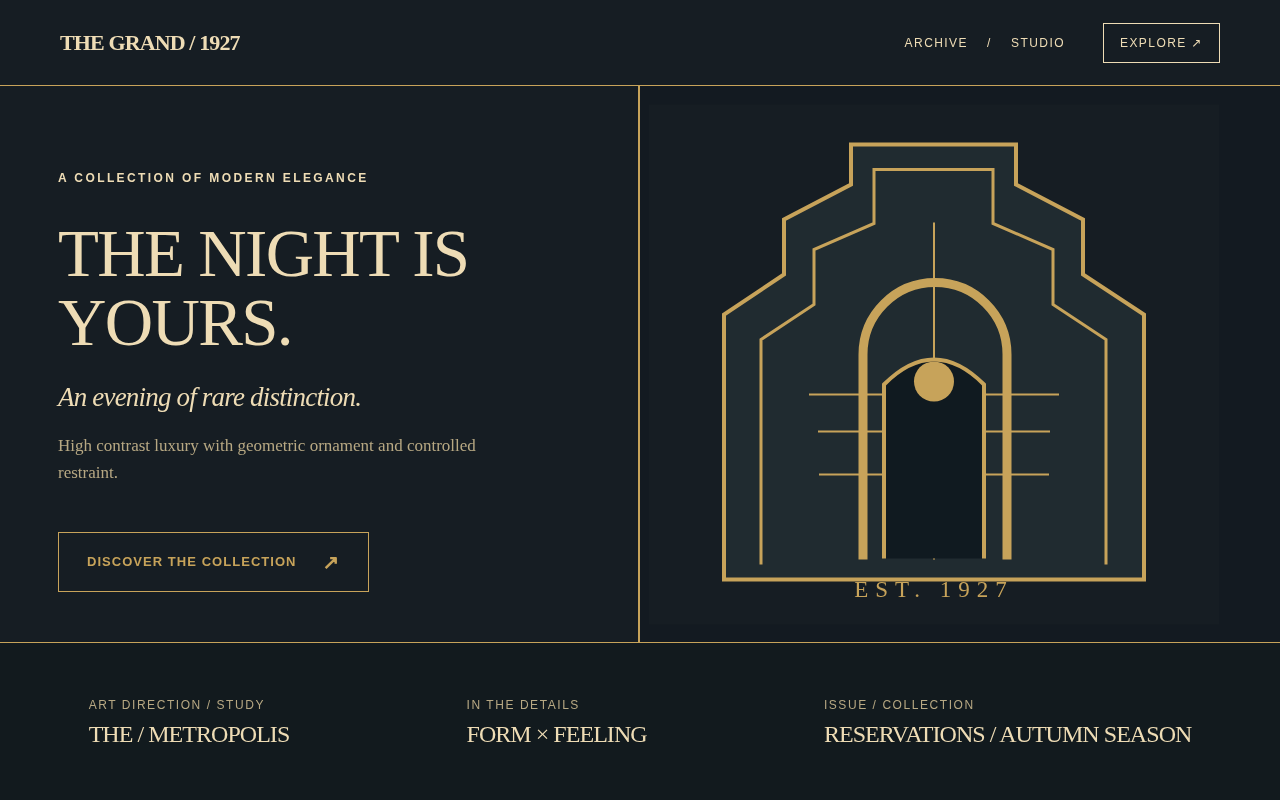 THE GRAND / 1927
ARCHIVE / STUDIO
EXPLORE ↗
A COLLECTION OF MODERN ELEGANCE
THE NIGHT IS
YOURS.
An evening of rare distinction.
High contrast luxury with geometric ornament and controlled
restraint.
DISCOVER THE COLLECTION ↗
EST. 1927
ART DIRECTION / STUDY
THE / METROPOLIS
IN THE DETAILS
FORM × FEELING
ISSUE / COLLECTION
RESERVATIONS / AUTUMN SEASON